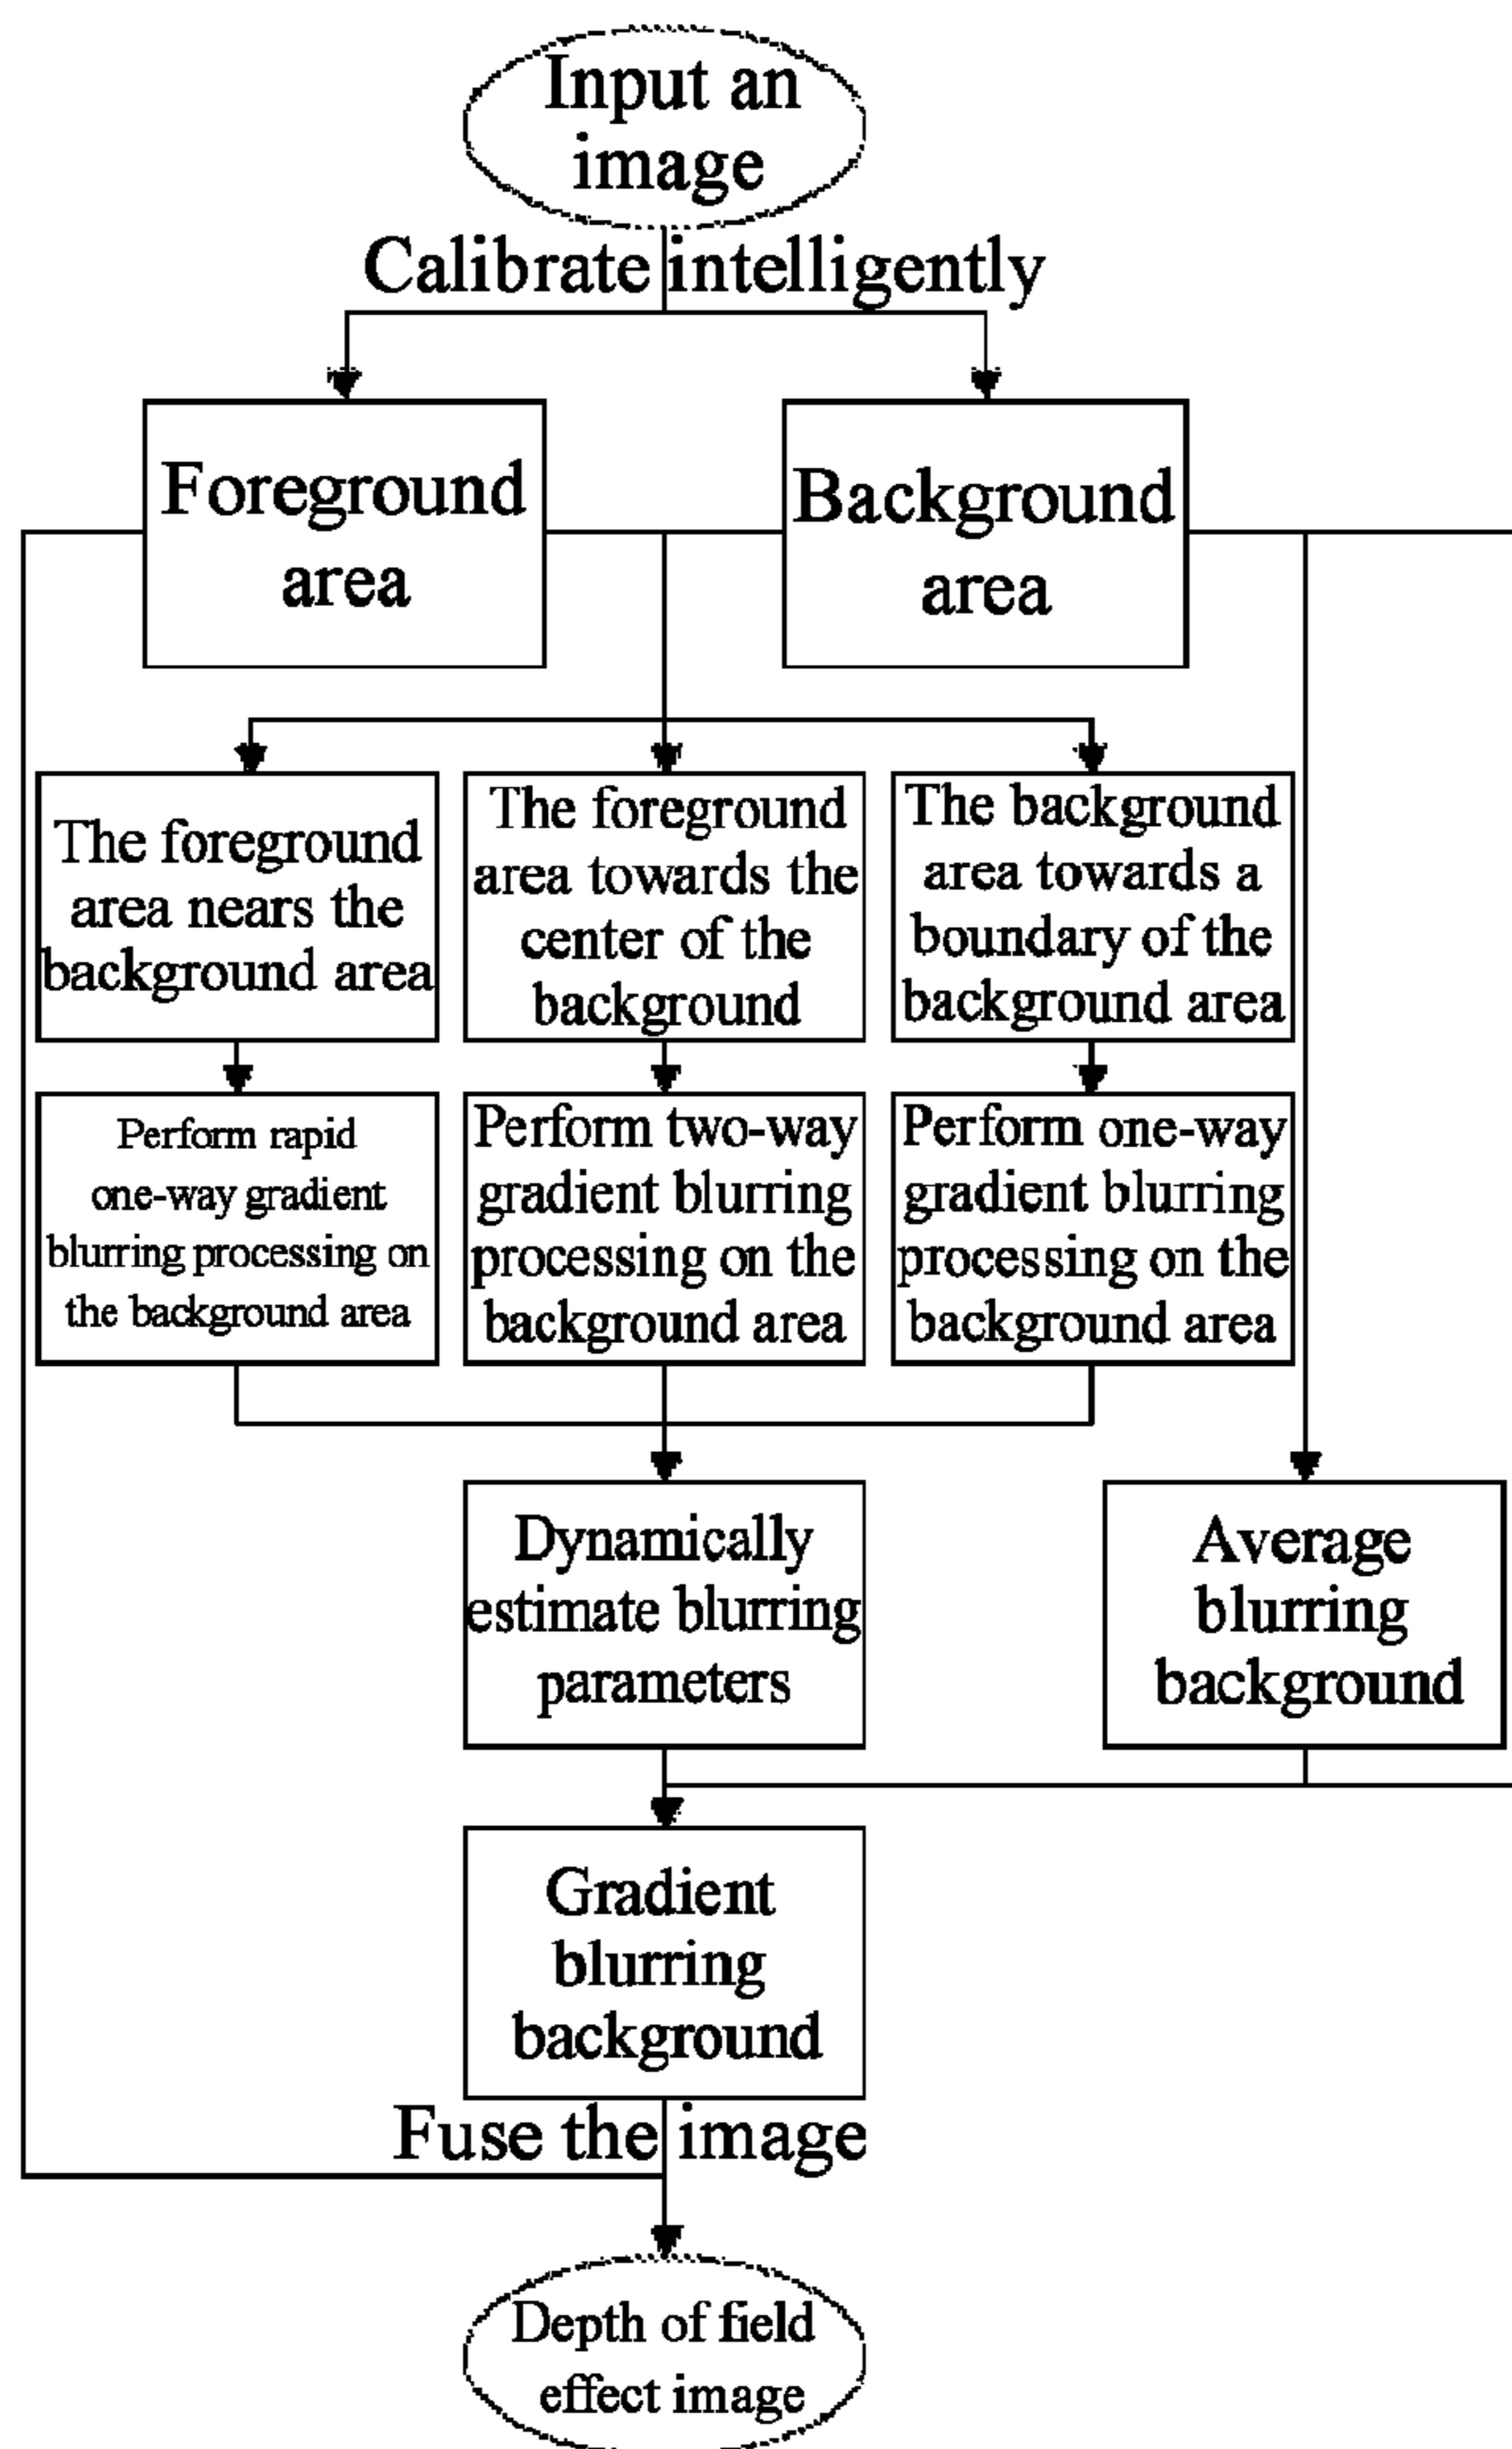 Input an
image
Calibrate intelligently
Foreground
area
Background
area
The foreground
area nears the
background area
The foreground
area towards the
center of the
background
The background
area towards a
boundary of the
background area
Perform rapid
one-way gradient
blurring processing on
the background area
Perform two-way
gradient blurring
processing on the
background area
Perform one-way
gradient blurring
processing on the
background area
Dynamically
estimate blurring
parameters
Average
blurring
background
Gradient
blurring
background
Fuse the image
Depth of field
effect image